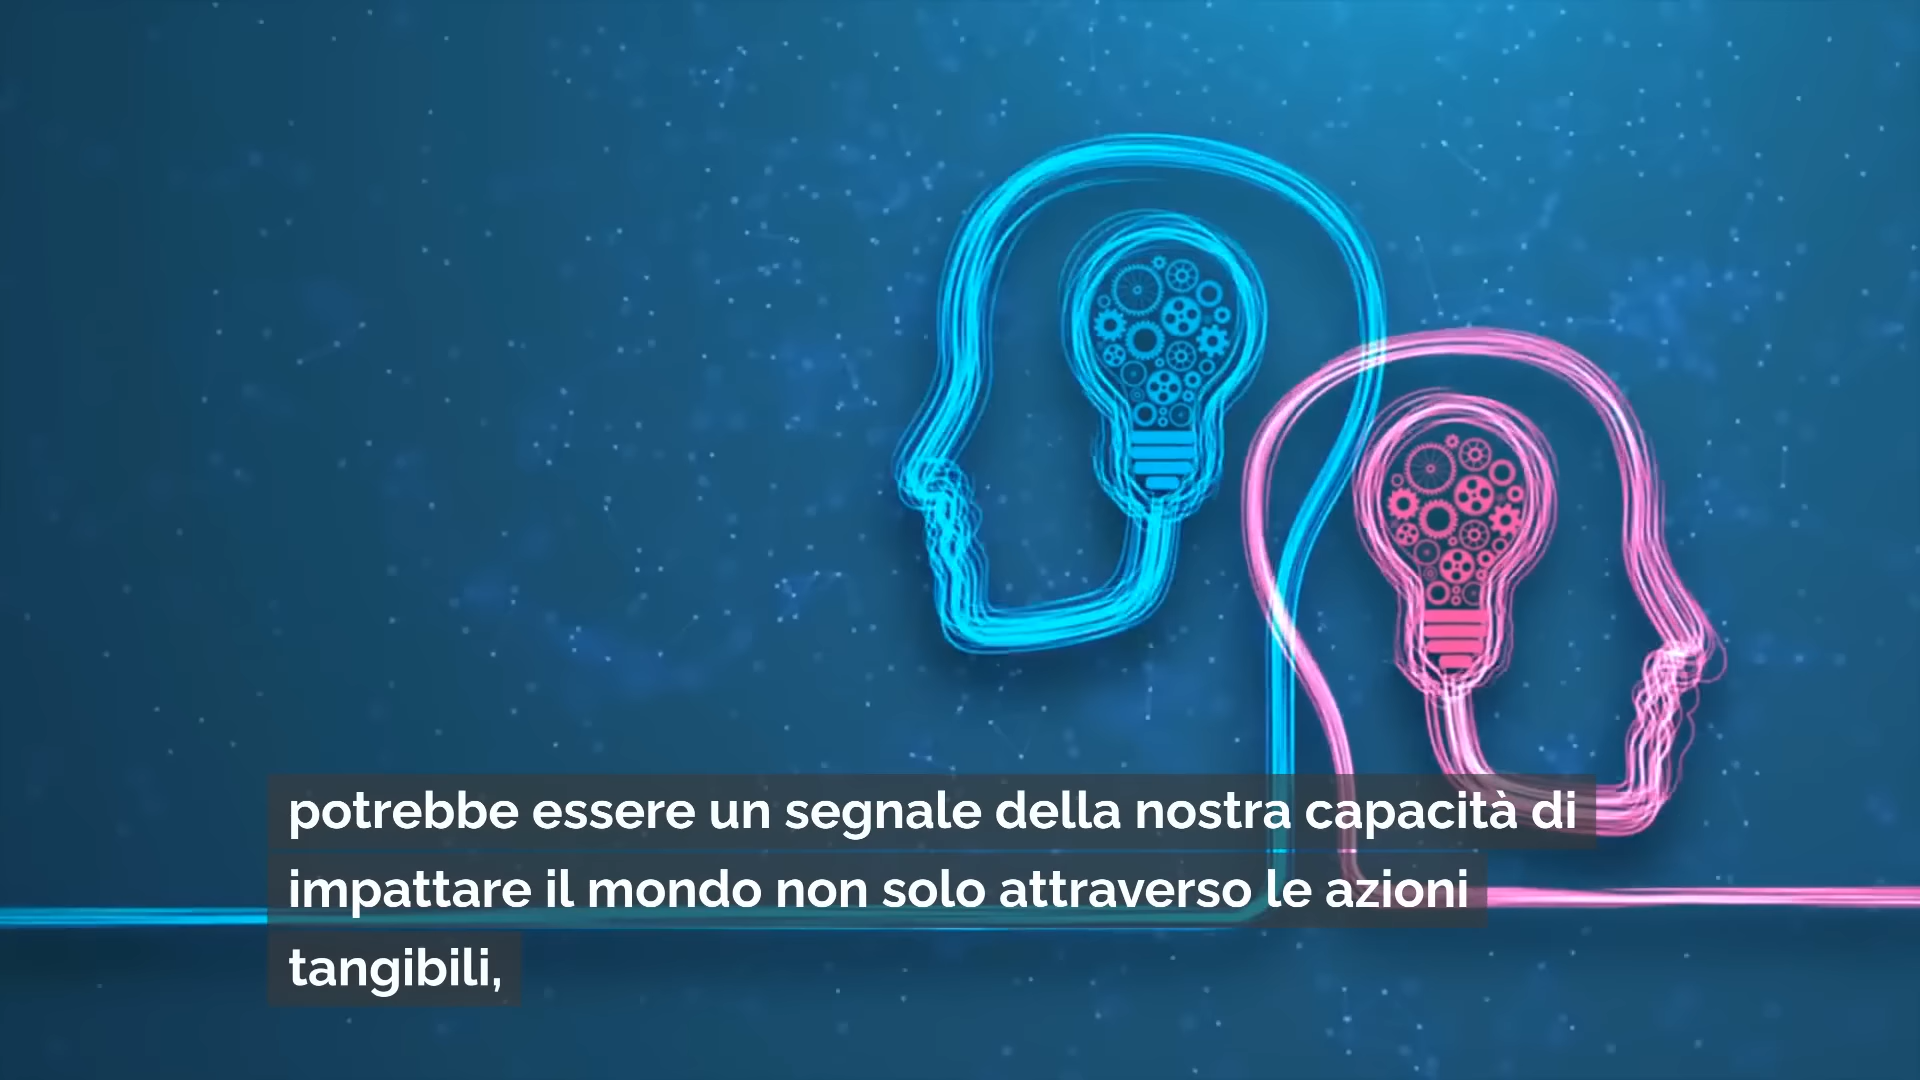 potrebbe essere un segnale della nostra capacità di
impattare il mondo non solo attraverso le azioni
tangibili,